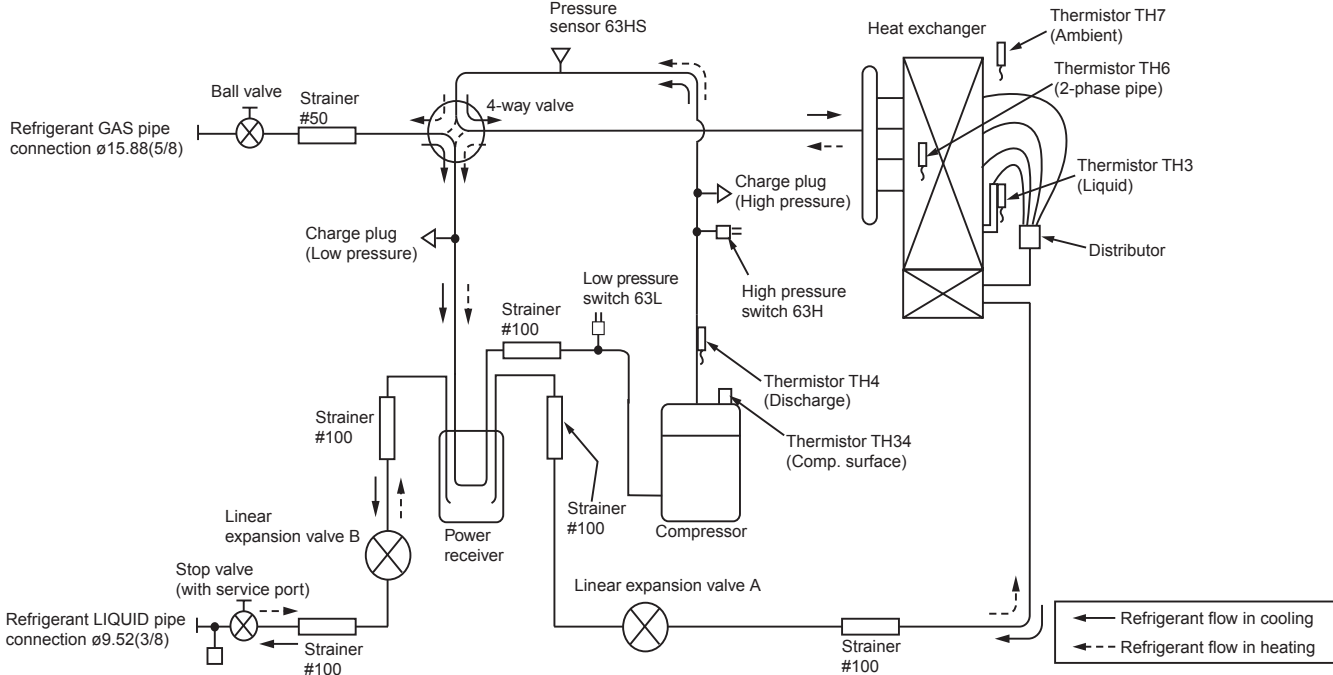 Pressure
sensor 63HS
Heat exchanger
Thermistor TH7
(Ambient)
Thermistor TH6
(2-phase pipe)
Ball valve
Strainer
#50
4-way valve
Refrigerant GAS pipe
connection ø15.88(5/8)
Thermistor TH3
(Liquid)
Charge plug
(High pressure)
Charge plug
(Low pressure)
Distributor
Low pressure
switch 63L
High pressure
switch 63H
Strainer
#100
Thermistor TH4
(Discharge)
Strainer
#100
Thermistor TH34
(Comp. surface)
Strainer
#100
Linear
expansion valve B
Power
receiver
Compressor
Stop valve
(with service port)
Linear expansion valve A
Refrigerant LIQUID pipe
connection ø9.52(3/8)
Strainer
#100
Strainer
#100
Refrigerant flow in cooling
Refrigerant flow in heating